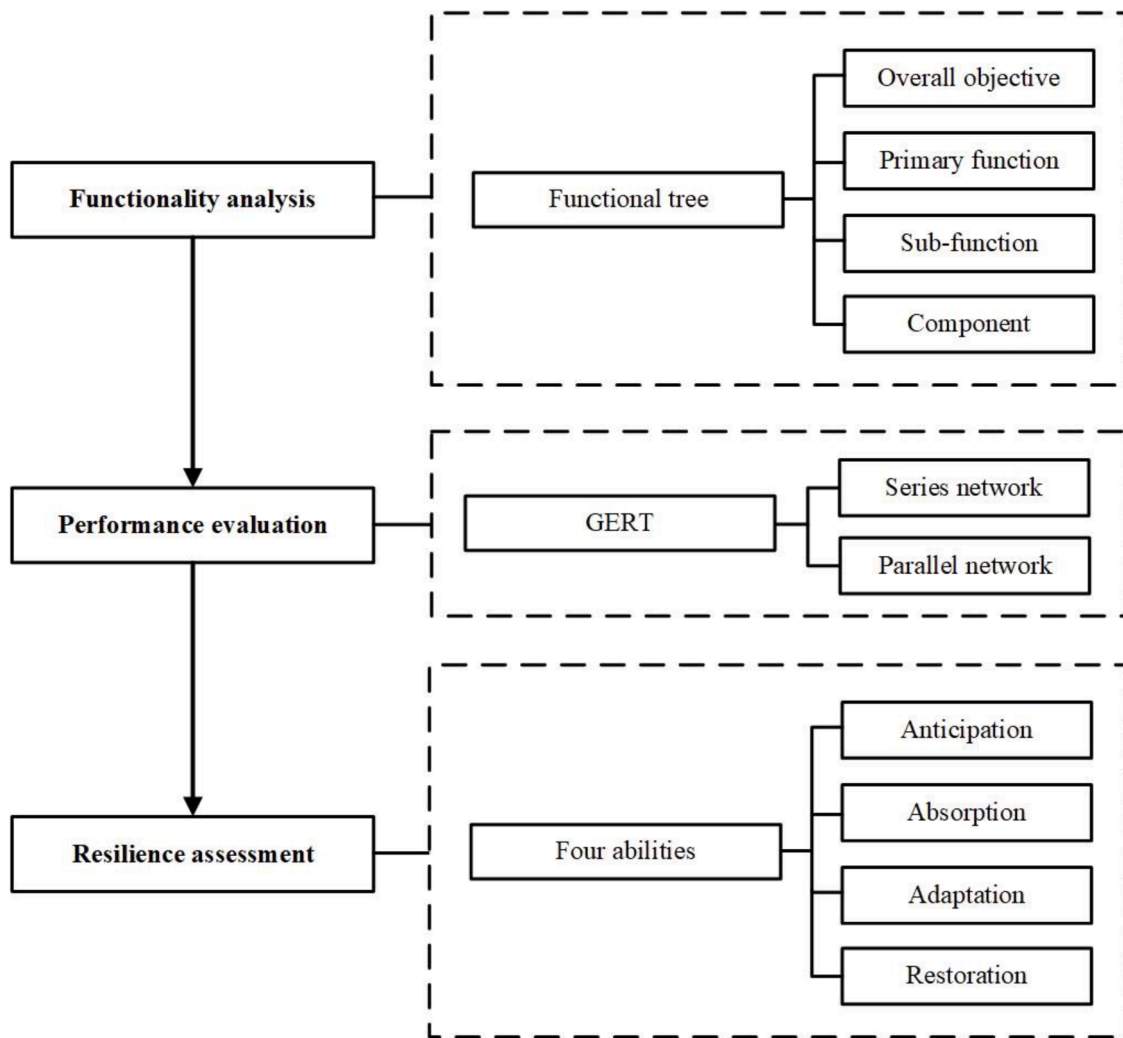 Functionality analysis
Functional tree
Overall objective
Primary function
Sub-function
Component
Performance evaluation
GERT
Series network
Parallel network
Resilience assessment
Four abilities
Anticipation
Absorption
Adaptation
Restoration